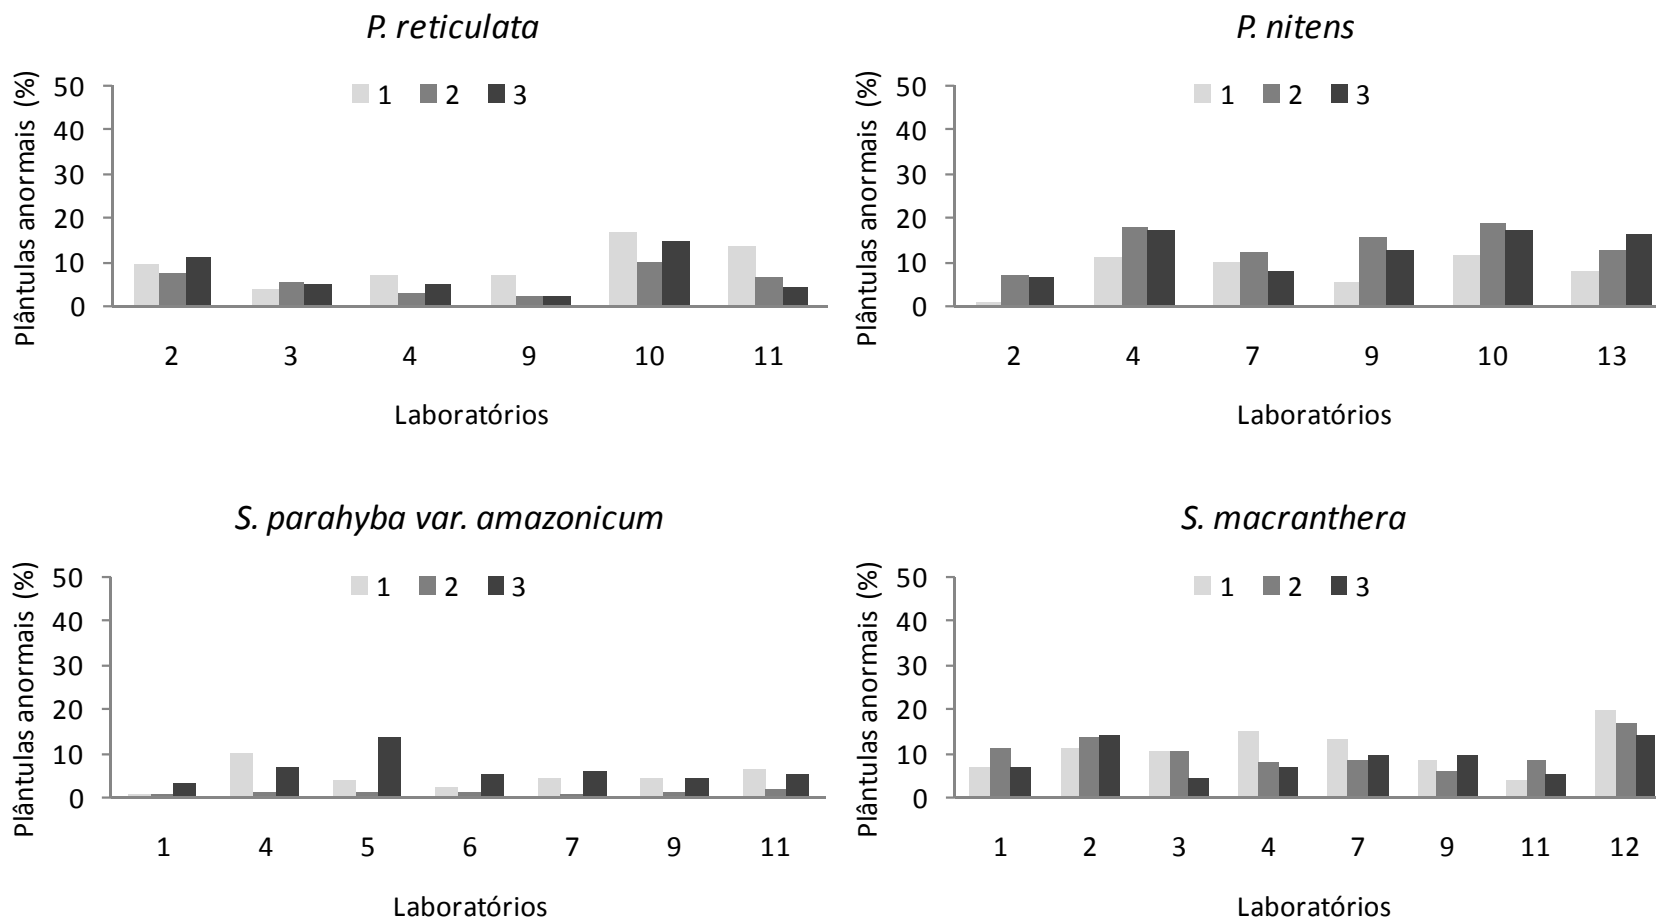 P. reticulata
Plântulas anormais (%)
50
40
30
20
10
0
1 2 3
2 3 4 9 10 11
Laboratórios
P. nitens
Plântulas anormais (%)
50
40
30
20
10
0
1 2 3
2 4 7 9 10 13
Laboratórios
S. parahyba var. amazonicum
Plântulas anormais (%)
50
40
30
20
10
0
1 2 3
1 4 5 6 7 9 11
Laboratórios
S. macranthera
Plântulas anormais (%)
50
40
30
20
10
0
1 2 3
1 2 3 4 7 9 11 12
Laboratórios